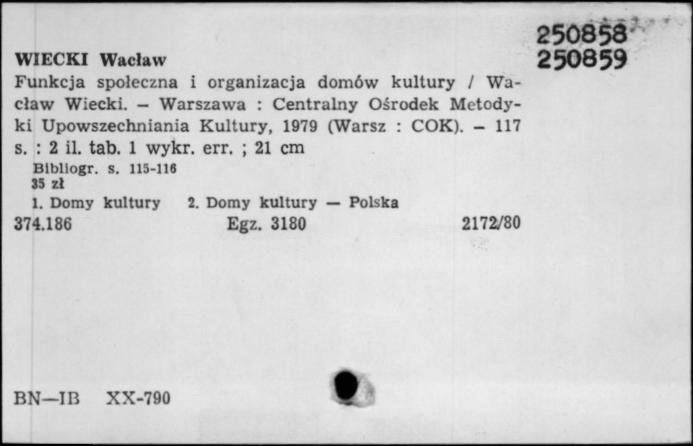 250858
250859
WIECKI Wacław
Funkcja społeczna i organizacja domów kultury / Wa-
cław Wiecki. — Warszawa : Centralny Ośrodek Metody-
ki Upowszechniania Kultury, 1979 (Warsz : COK). — 117
s. : 2 il. tab. 1 wykr. err. ; 21 cm
Bibliogr. s. 115-116
35 zł
1. Domy kultury 2. Domy kultury — Polska
374.186 Egz. 3180 2172/80
BN—IB XX-790